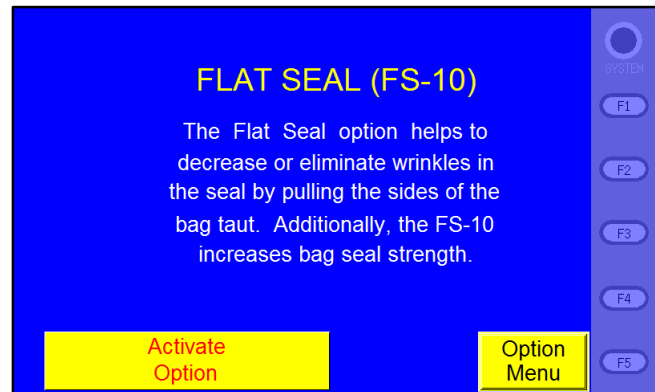 FLAT SEAL (FS-10)
SYSTEM
The Flat Seal option helps to
decrease or eliminate wrinkles in
the seal by pulling the sides of the
bag taut. Additionally, the FS-10
increases bag seal strength.
F1
F2
F3
F4
F5
Activate
Option
Option
Menu